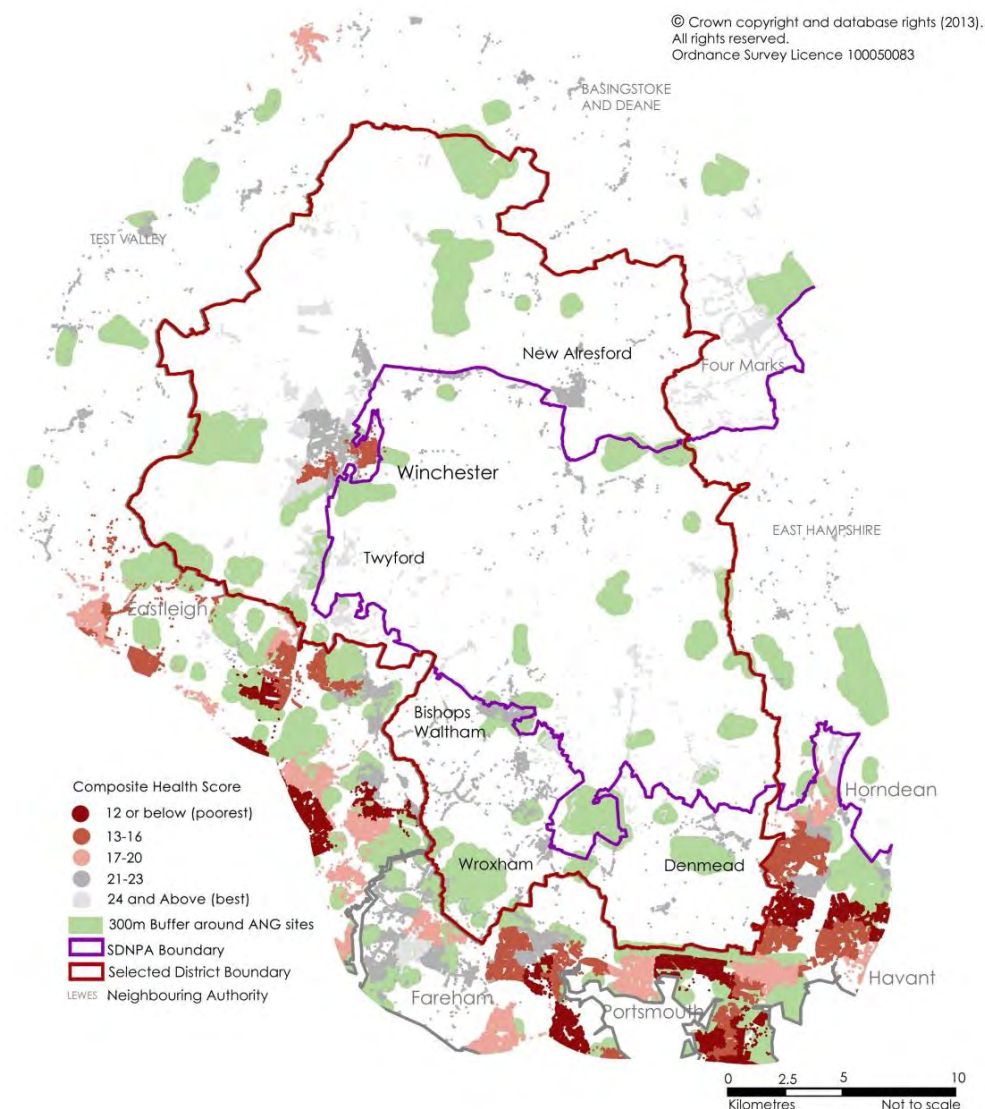 © Crown copyright and database rights (2013).
All rights reserved.
Ordnance Survey Licence 100050083
BASINGSTOKE
AND DEANE
TEST VALLEY
New Alresford
Four Marks
Winchester
EAST HAMPSHIRE
Twyford
Eastleigh
Bishops
Waltham
Horndean
Wroxham
Denmead
Havant
Fareham
Portsmouth
Composite Health Score
12 or below (poorest)
13-16
17-20
21-23
24 and Above (best)
300m Buffer around ANG sites
SDNPA Boundary
Selected District Boundary
LEWES Neighbouring Authority
0 2.5 5 10
Kilometres Not to scale